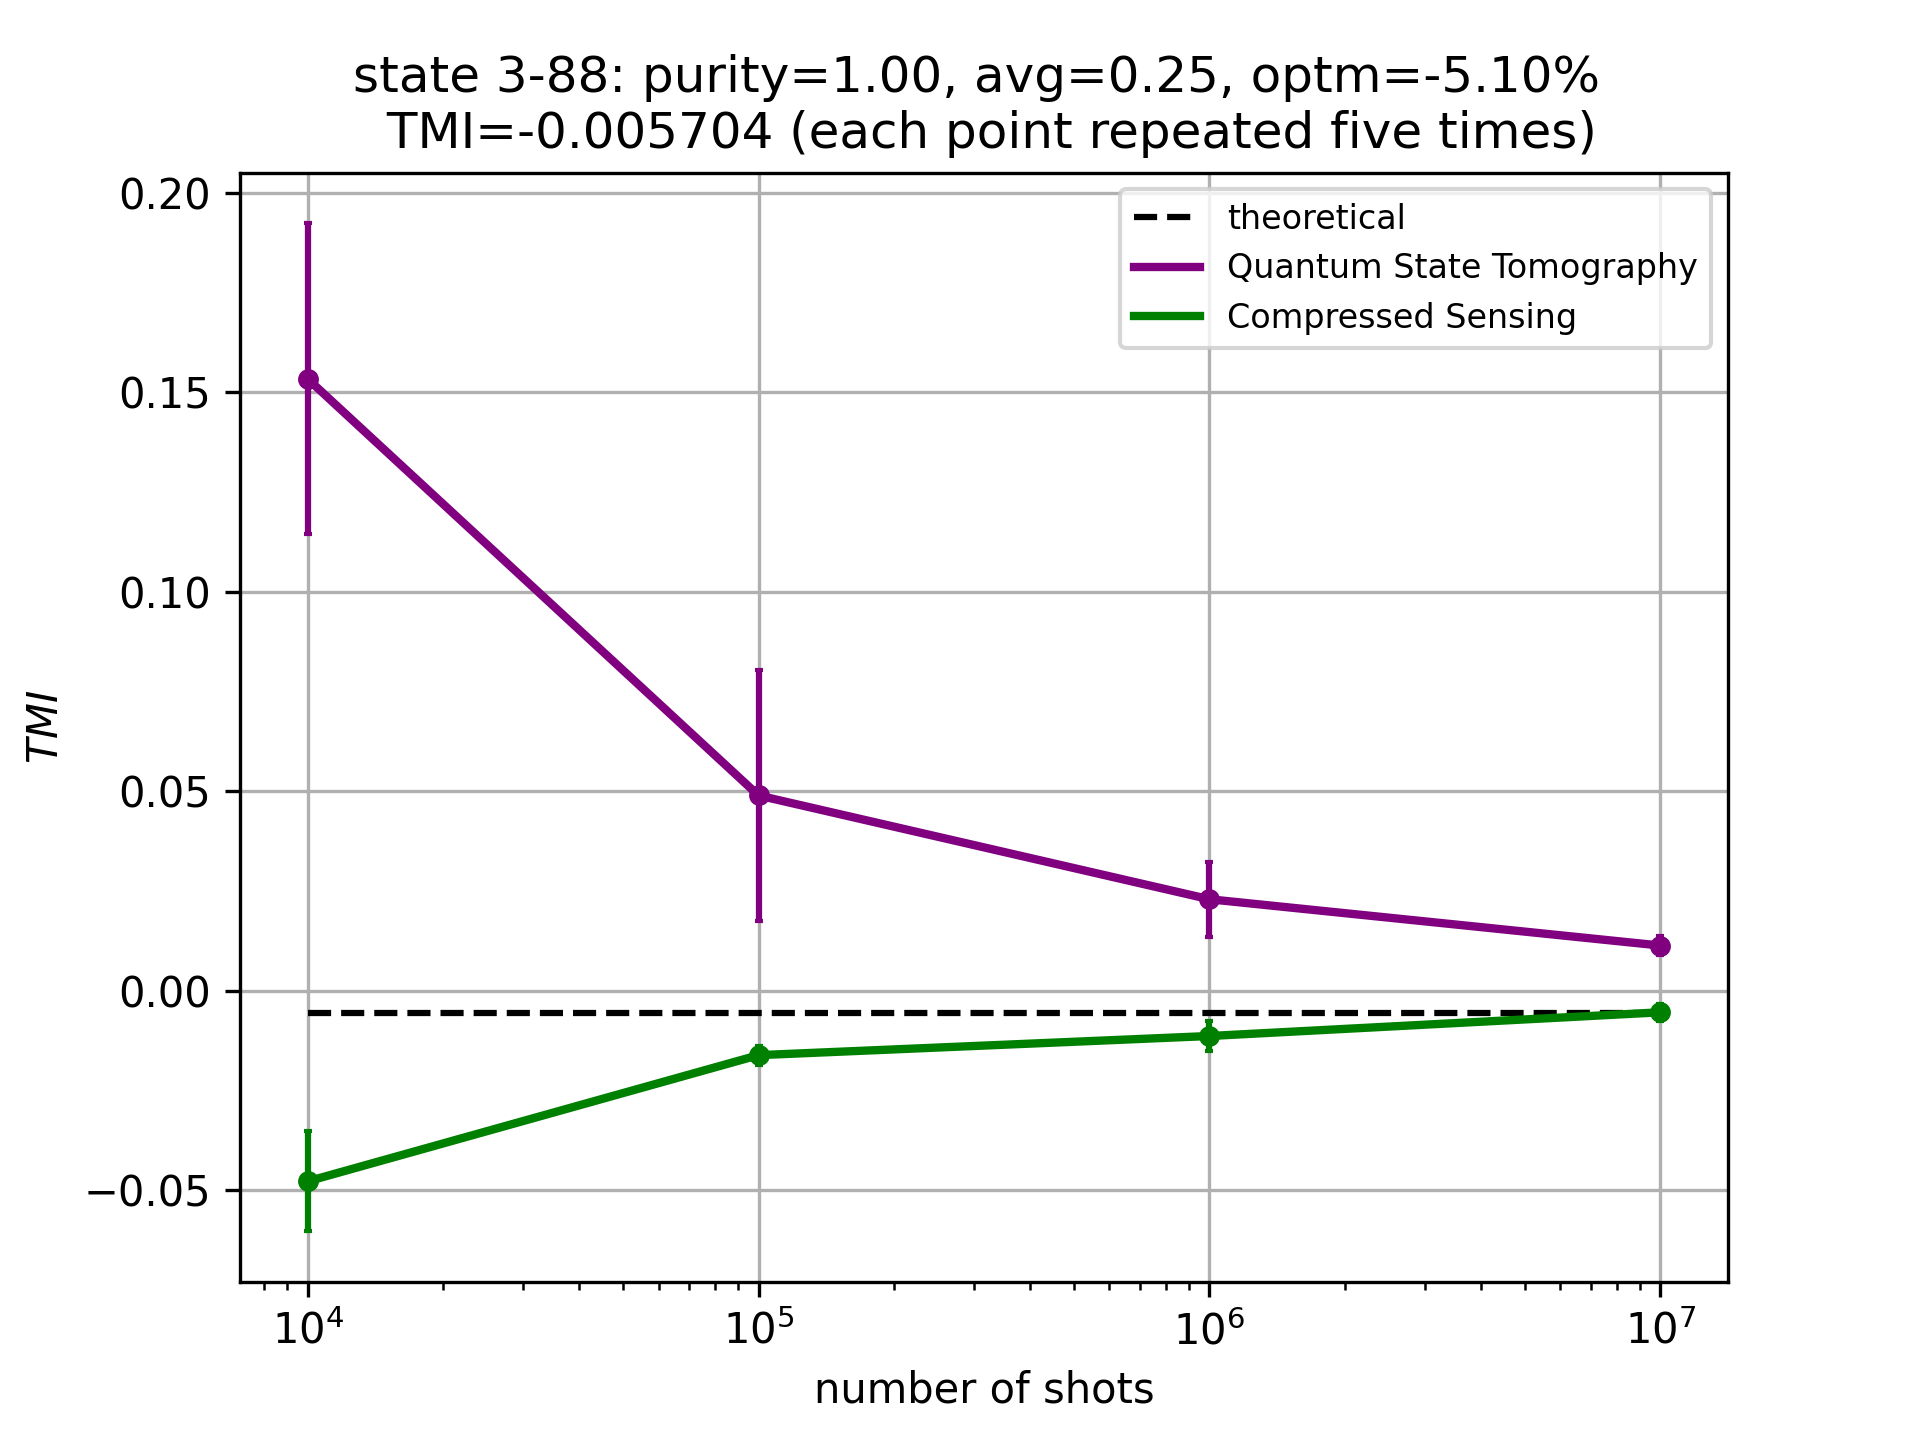 state 3-88: purity=1.00, avg=0.25, optm=-5.10%
TMI=-0.005704 (each point repeated five times)
theoretical
Quantum State Tomography
Compressed Sensing
0.20
0.15
0.10
0.05
0.00
−0.05
TMI
10⁴ 10⁵ 10⁶ 10⁷
number of shots